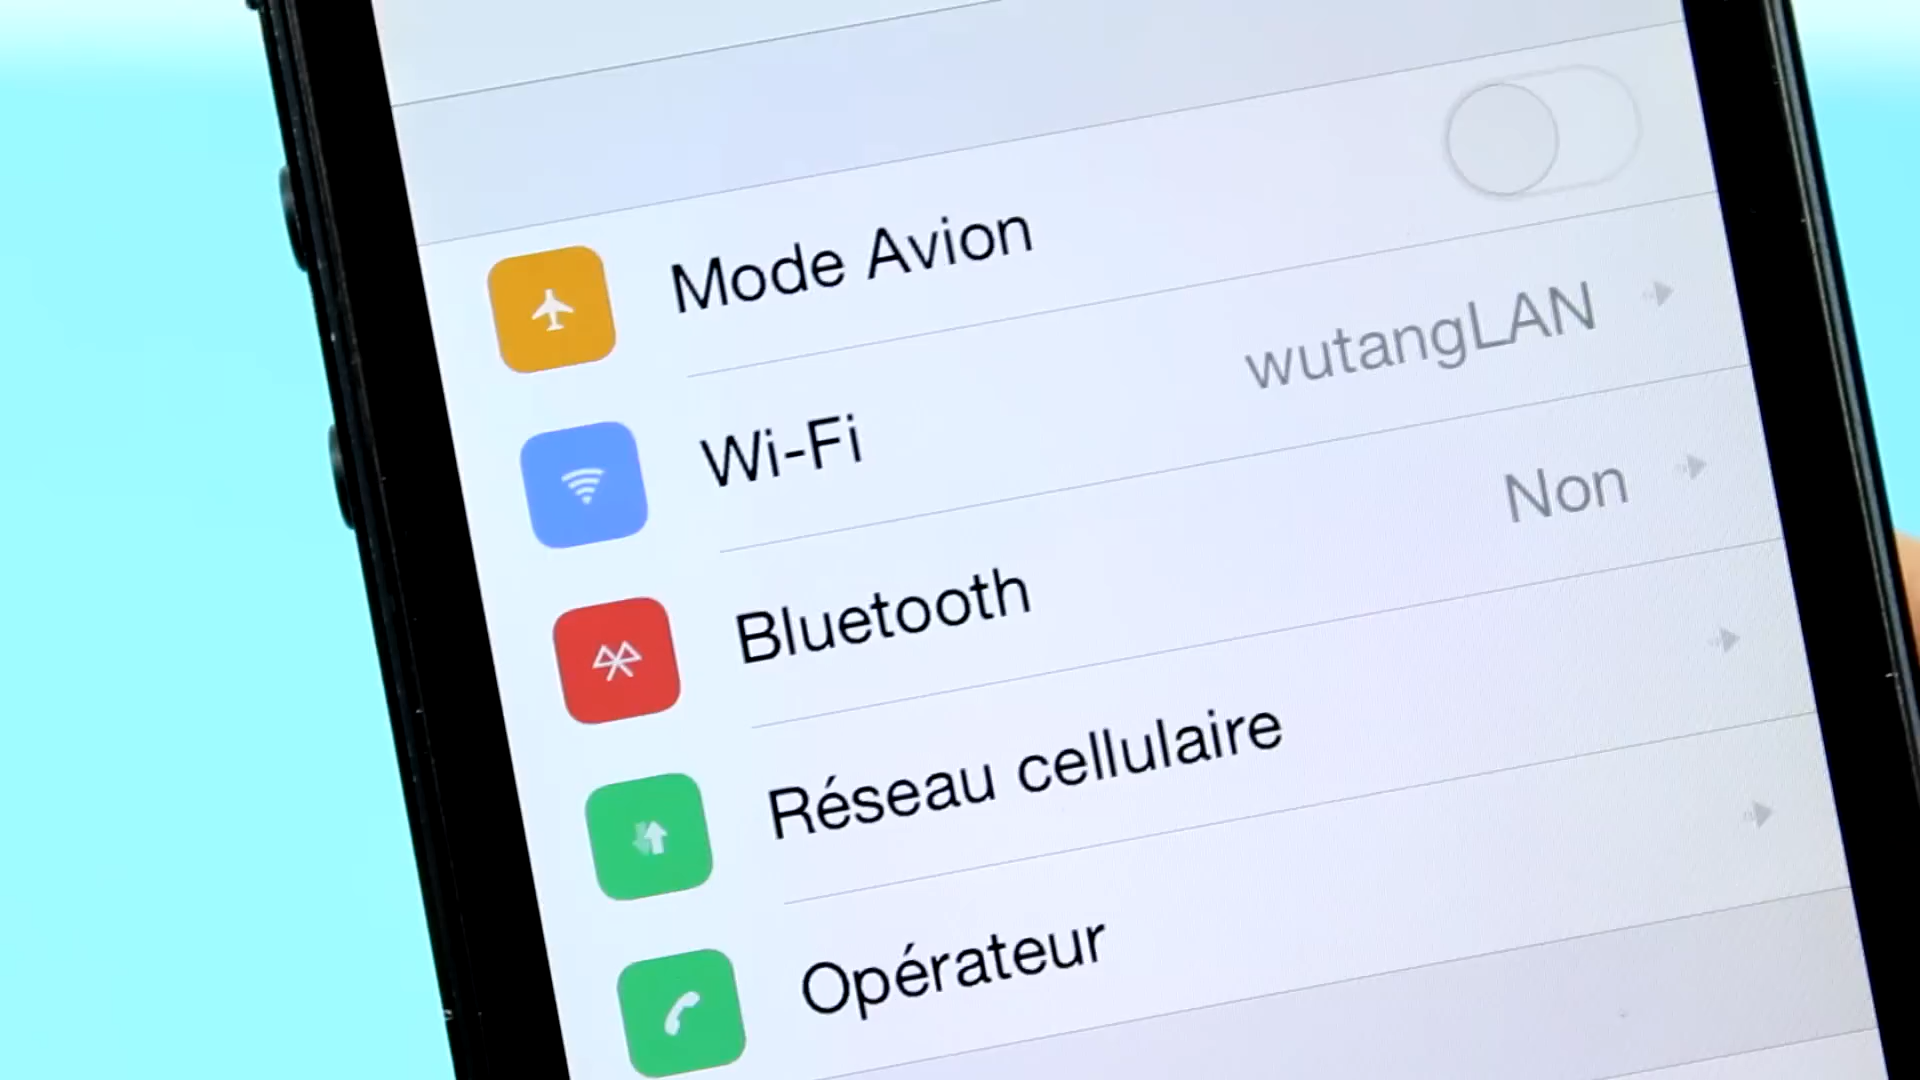 Mode Avion
Wi-Fi wutangLAN
Bluetooth Non
Réseau cellulaire
Opérateur